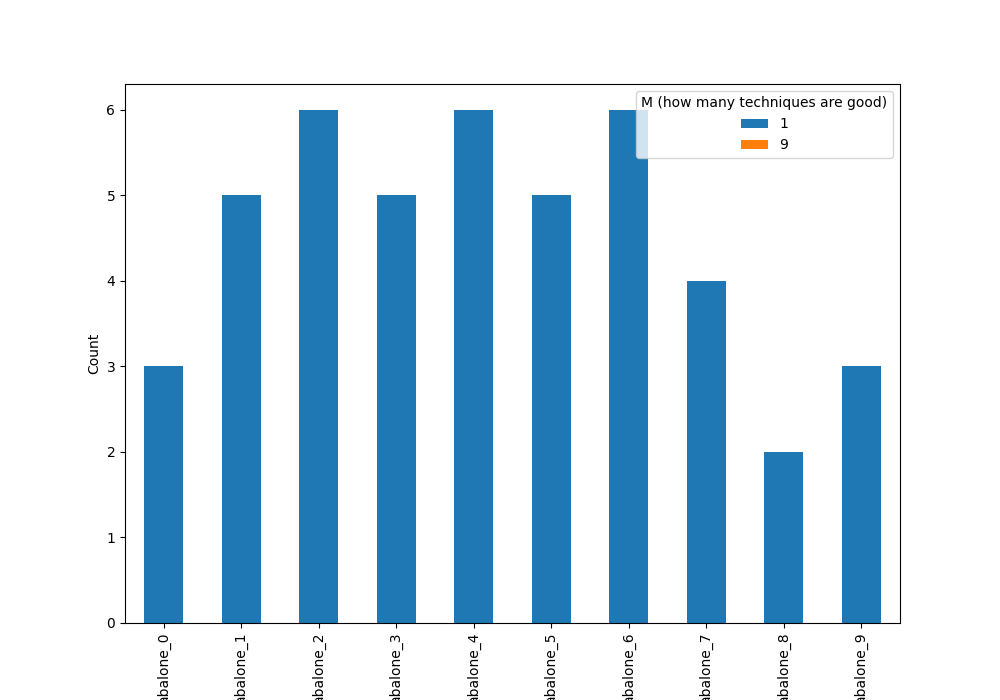 M (how many techniques are good)
1
9
6
5
4
3
2
1
0
Count
abalone_0
abalone_1
abalone_2
abalone_3
abalone_4
abalone_5
abalone_6
abalone_7
abalone_8
abalone_9